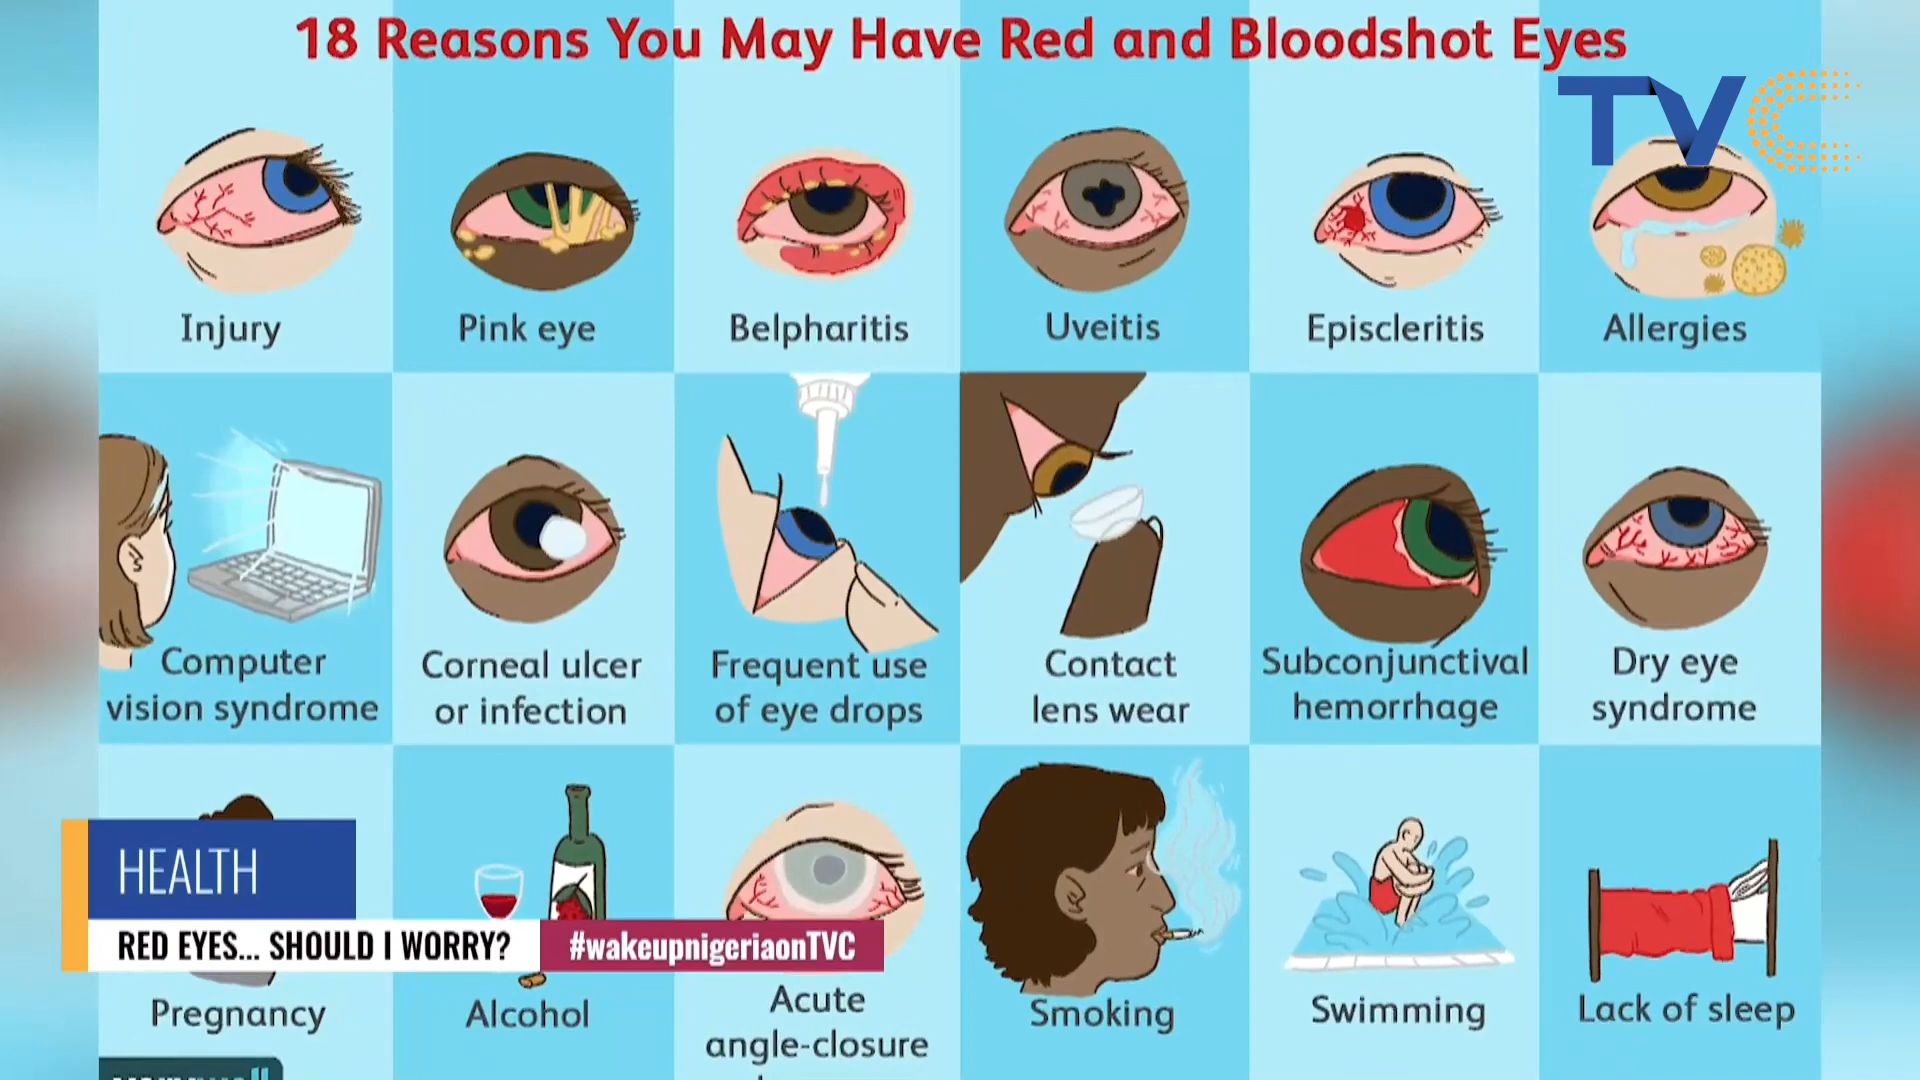 18 Reasons You May Have Red and Bloodshot Eyes
TVC
Injury
Pink eye
Belpharitis
Uveitis
Episcleritis
Allergies
Computer
vision syndrome
Corneal ulcer
or infection
Frequent use
of eye drops
Contact
lens wear
Subconjunctival
hemorrhage
Dry eye
syndrome
Pregnancy
Alcohol
Acute
angle-closure
Smoking
Swimming
Lack of sleep
HEALTH
RED EYES... SHOULD I WORRY?
#wakeupnigeriaonTVC